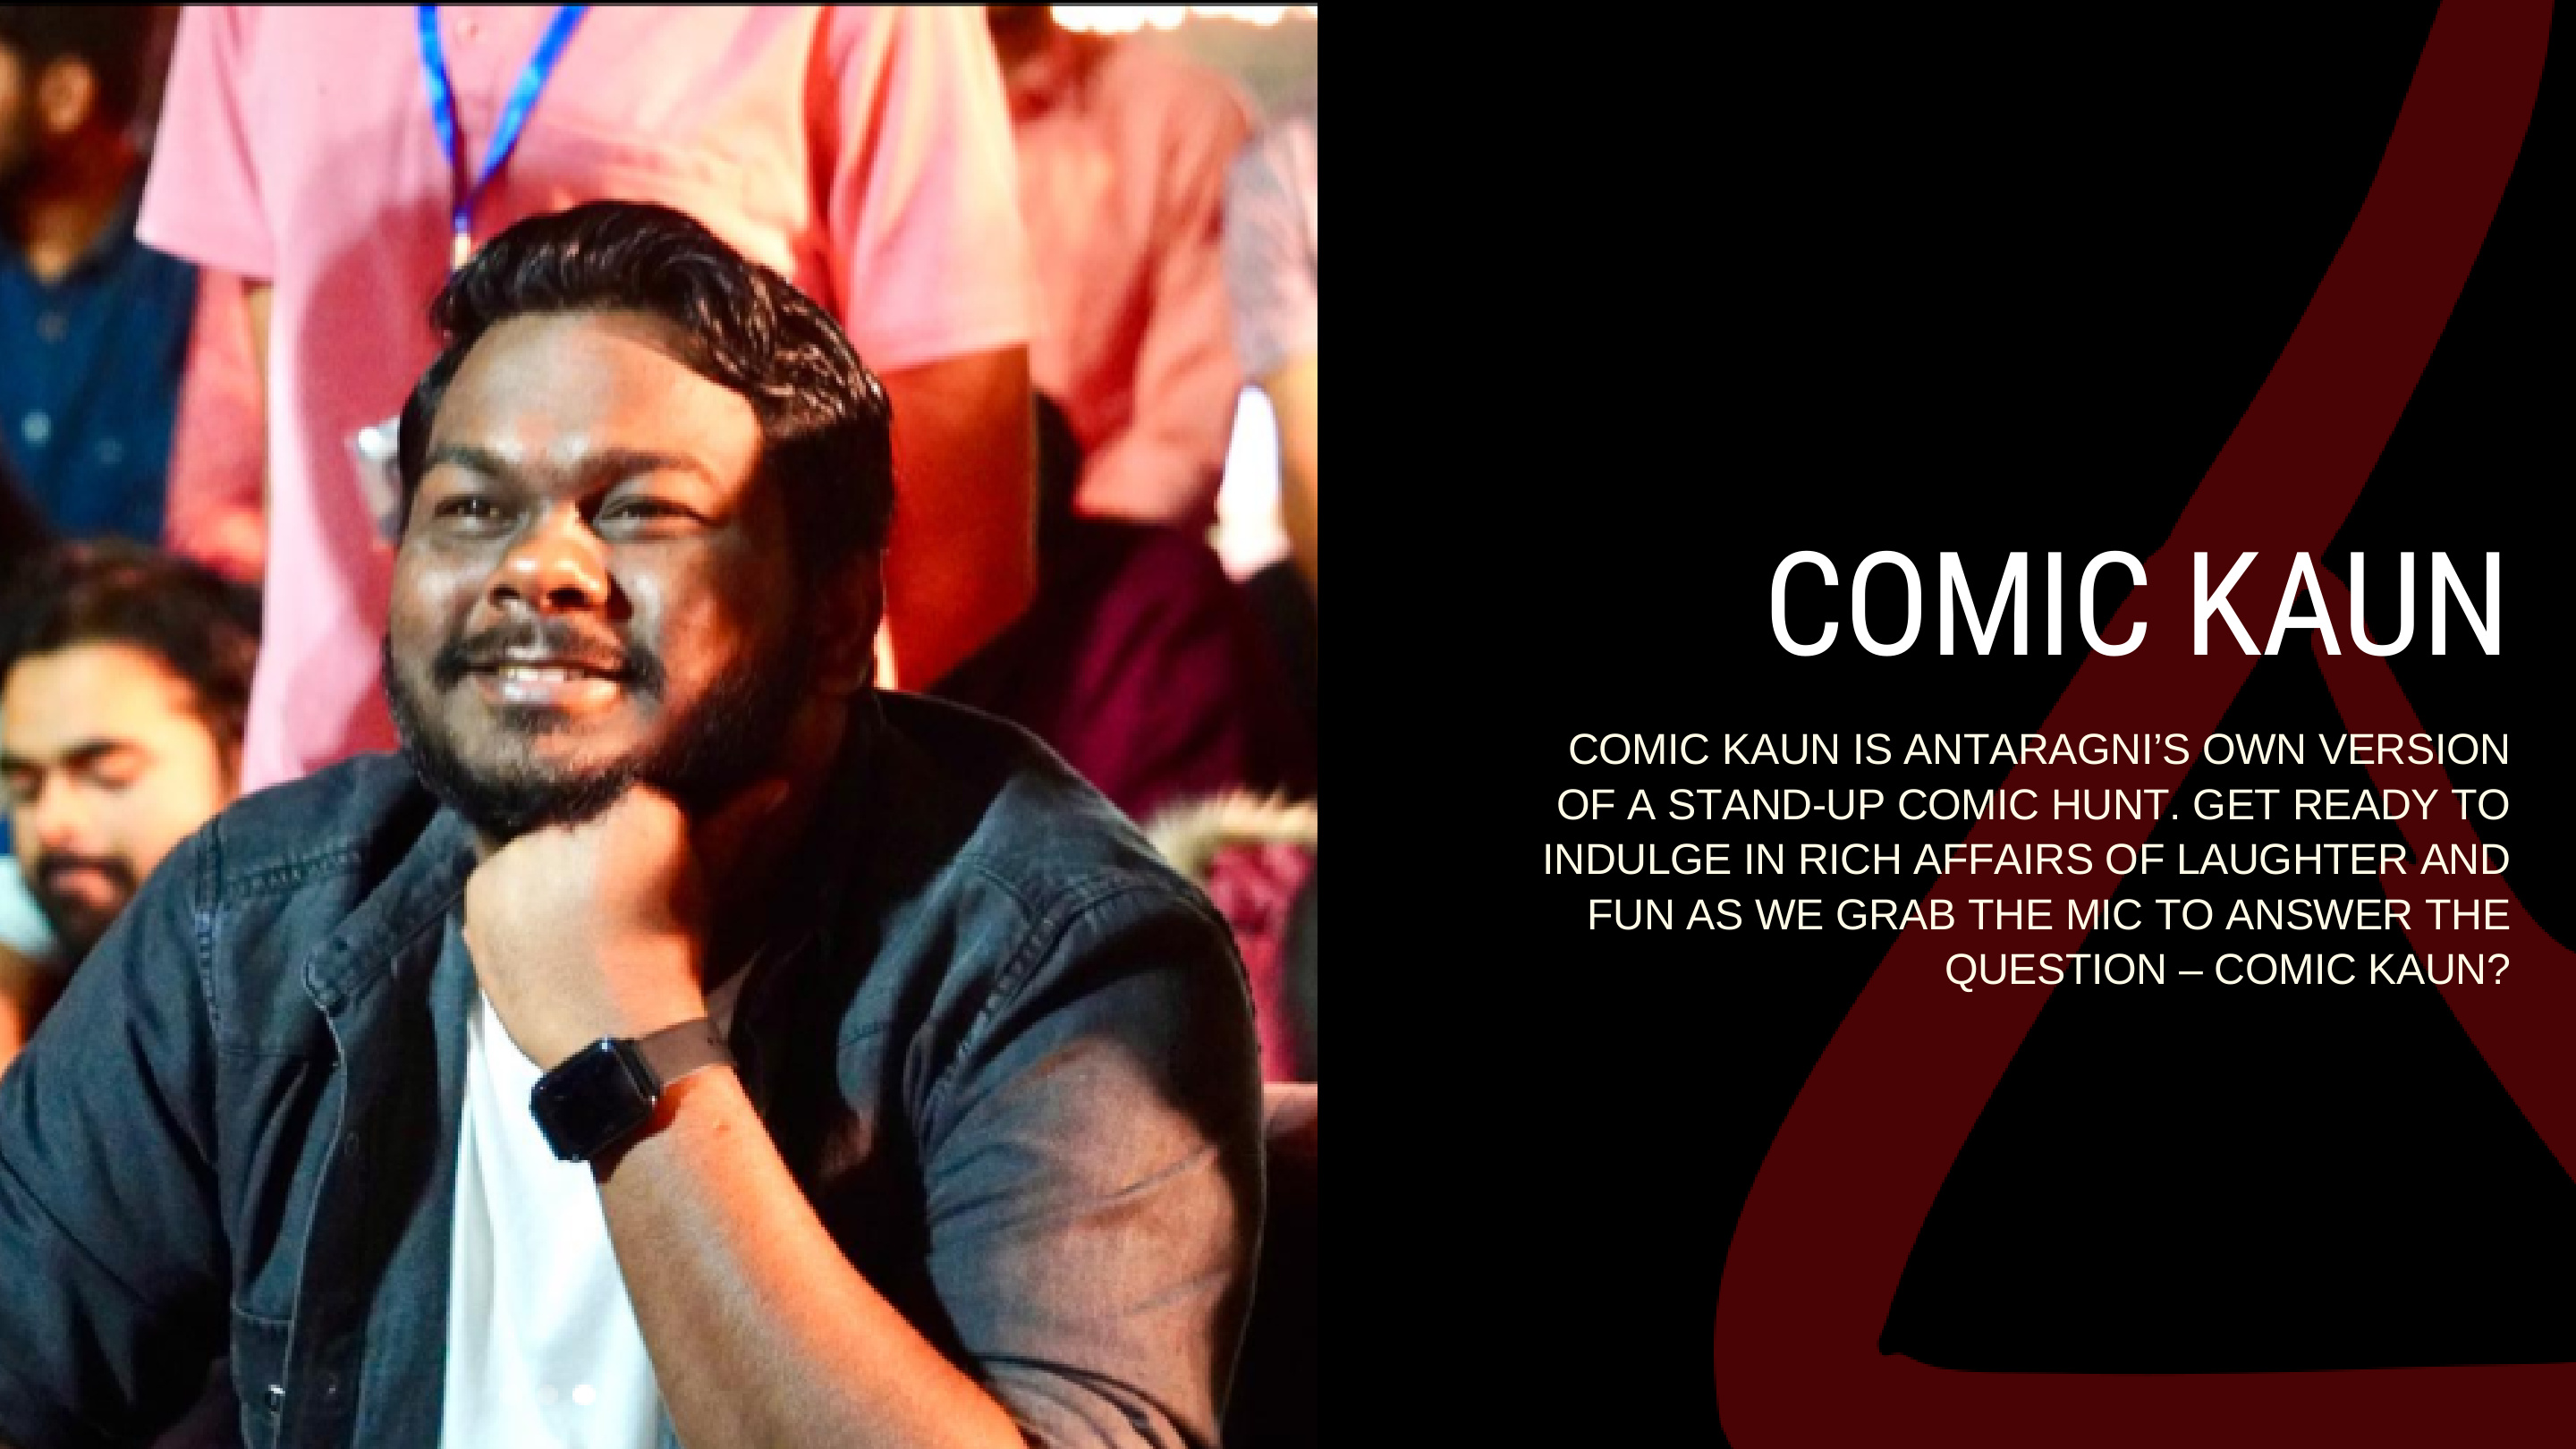 COMIC KAUN
COMIC KAUN IS ANTARAGNI’S OWN VERSION
OF A STAND-UP COMIC HUNT. GET READY TO
INDULGE IN RICH AFFAIRS OF LAUGHTER AND
FUN AS WE GRAB THE MIC TO ANSWER THE
QUESTION – COMIC KAUN?